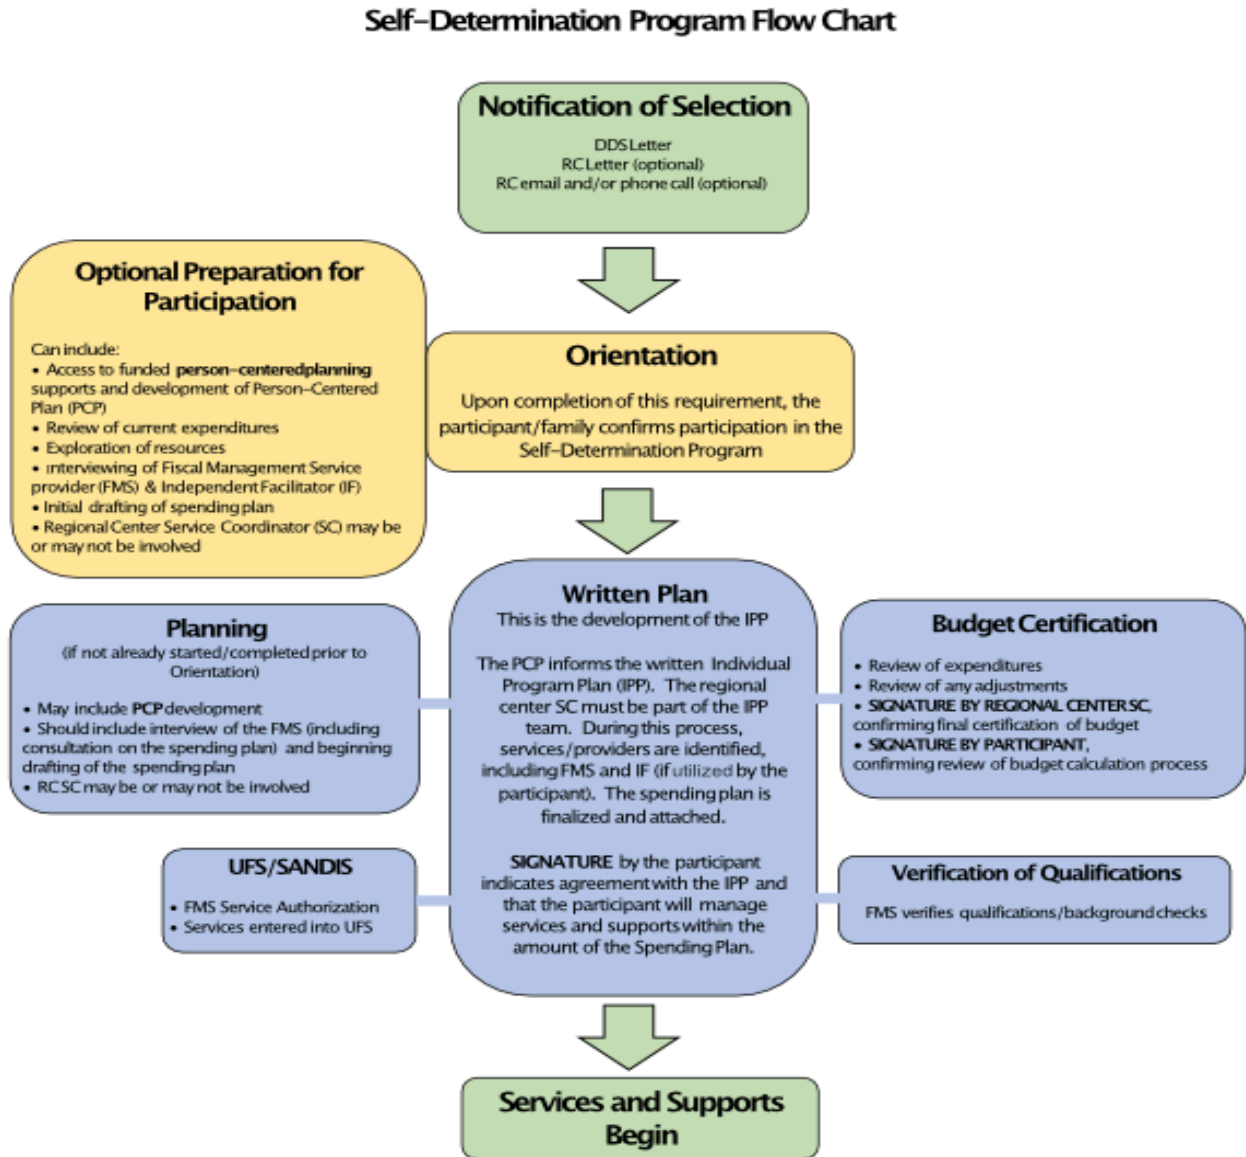 Self-Determination Program Flow Chart
Notification of Selection
DDS Letter
RC Letter (optional)
RC email and/or phone call (optional)
Optional Preparation for
Participation
Can include:
• Access to funded person-centeredplanning
supports and development of Person-Centered
Plan (PCP)
• Review of current expenditures
• Exploration of resources
• Interviewing of Fiscal Management Service
provider (FMS) & Independent Facilitator (IF)
• Initial drafting of spending plan
• Regional Center Service Coordinator (SC) may be
or may not be involved
Orientation
Upon completion of this requirement, the
participant/family confirms participation in the
Self-Determination Program
Planning
(if not already started/completed prior to
Orientation)
• May include PCP development
• Should include interview of the FMS (including
consultation on the spending plan) and beginning
drafting of the spending plan
• RC SC may be or may not be involved
Written Plan
This is the development of the IPP
The PCP informs the written Individual
Program Plan (IPP). The regional
center SC must be part of the IPP
team. During this process,
services/providers are identified,
including FMS and IF (if utilized by the
participant). The spending plan is
finalized and attached.
SIGNATURE by the participant
indicates agreement with the IPP and
that the participant will manage
services and supports within the
amount of the Spending Plan.
Budget Certification
• Review of expenditures
• Review of any adjustments
• SIGNATURE BY REGIONAL CENTER SC,
confirming final certification of budget
• SIGNATURE BY PARTICIPANT,
confirming review of budget calculation process
UFS/SANDIS
• FMS Service Authorization
• Services entered into UFS
Verification of Qualifications
FMS verifies qualifications/background checks
Services and Supports
Begin